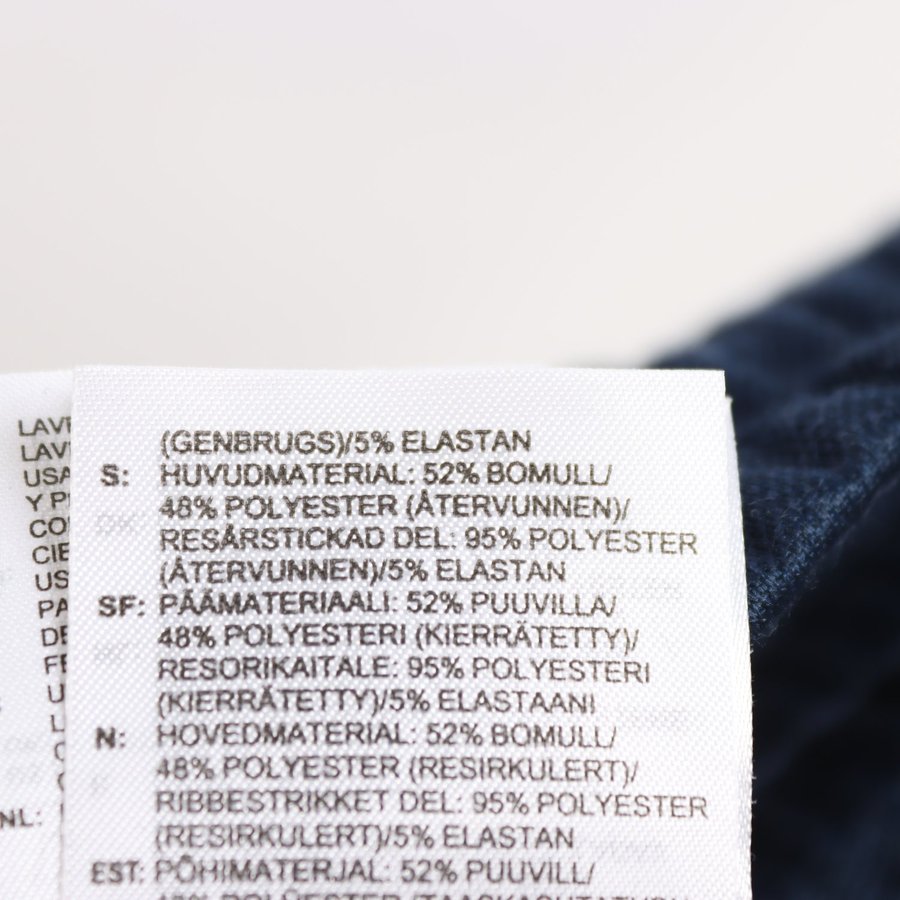 (GENBRUGS)/5% ELASTAN
S: HUVUDMATERIAL: 52% BOMULL/
48% POLYESTER (ÅTERVUNNEN)/
RESÅRSTICKAD DEL: 95% POLYESTER
(ÅTERVUNNEN)/5% ELASTAN
SF: PÄÄMATERIAALI: 52% PUUVILLA/
48% POLYESTERI (KIERRÄTETTY)/
RESORIKAITALE: 95% POLYESTERI
(KIERRÄTETTY)/5% ELASTAANI
N: HOVEDMATERIAL: 52% BOMULL/
48% POLYESTER (RESIRKULERT)/
RIBBESTRIKKET DEL: 95% POLYESTER
(RESIRKULERT)/5% ELASTAN
EST: PÕHIMATERJAL: 52% PUUVILL/
NL: